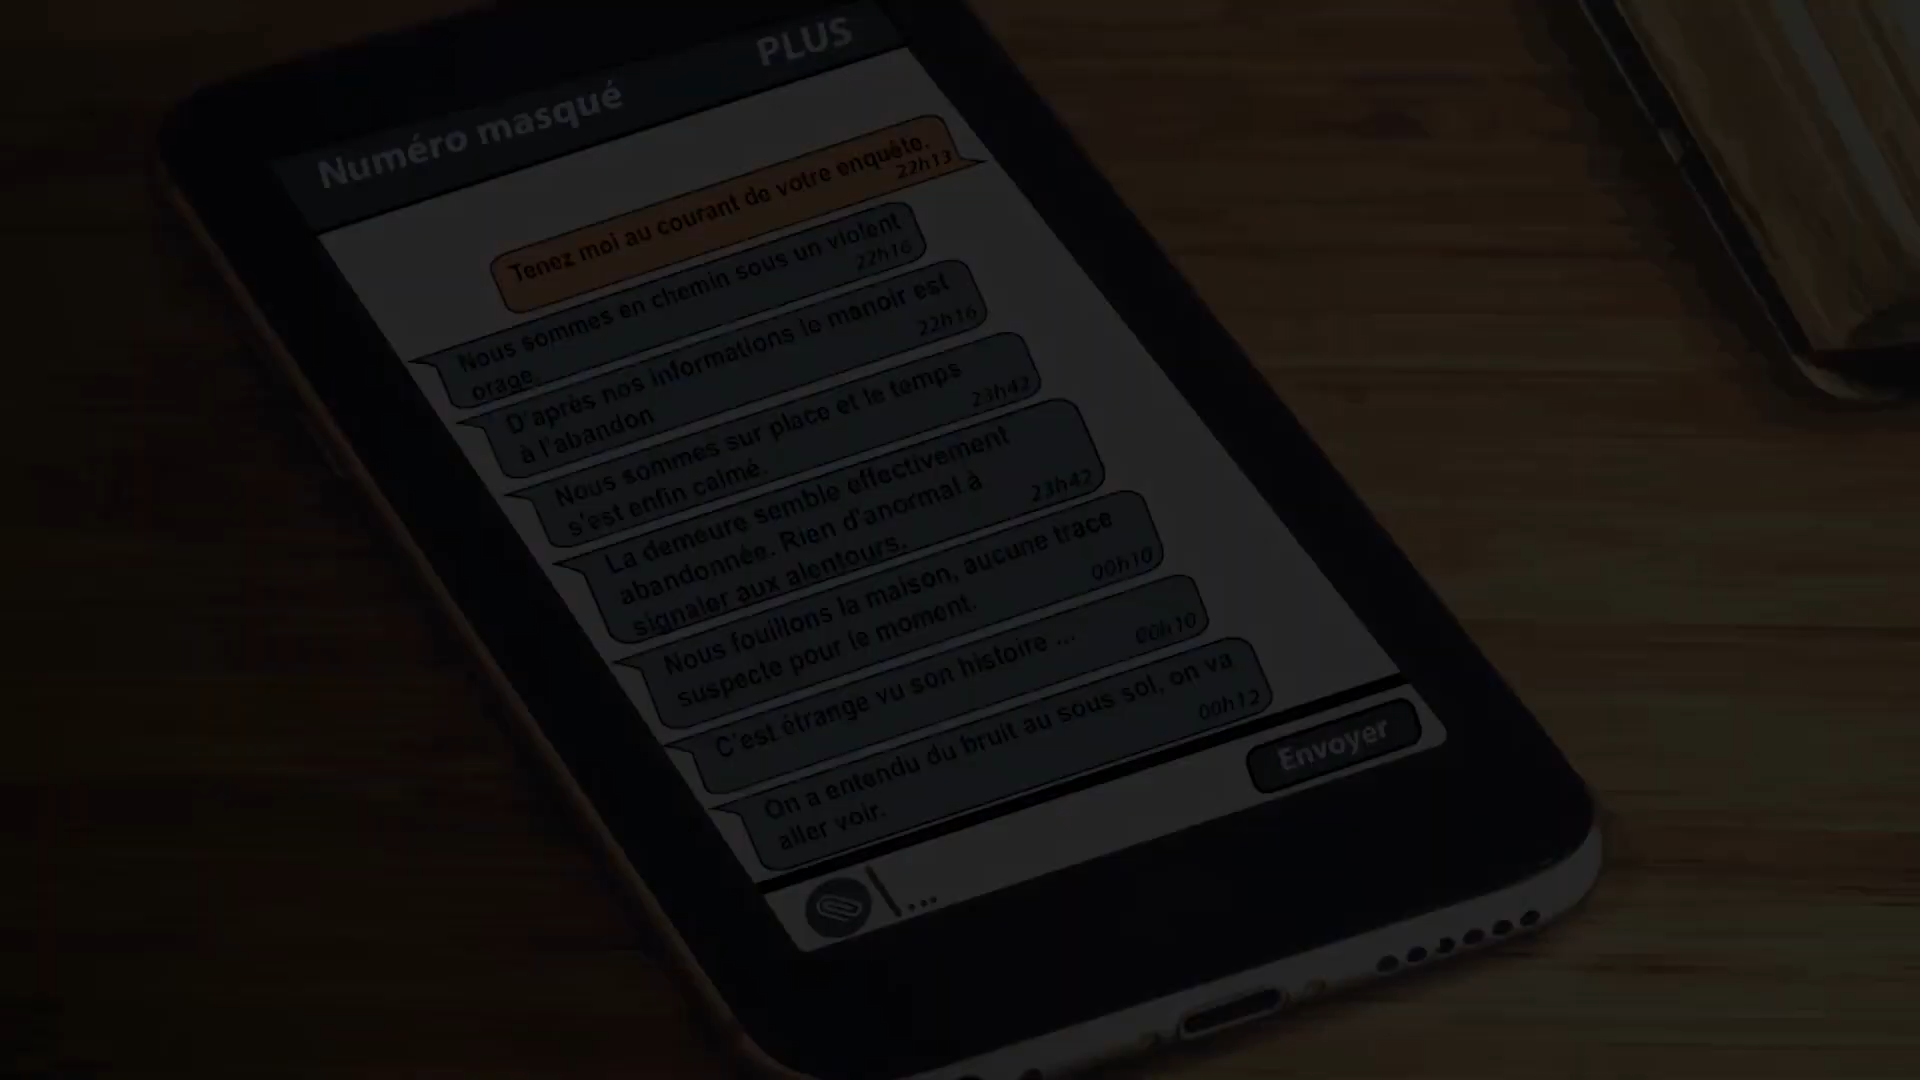 Numéro masqué
PLUS
Tenez moi au courant de votre enquête.
22h13
Nous sommes en chemin sous un violent
orage.
22h16
D'après nos informations le manoir est
à l'abandon
22h16
Nous sommes sur place et le temps
s'est enfin calmé.
23h42
La demeure semble effectivement
abandonnée. Rien d'anormal à
signaler aux alentours.
23h42
Nous fouillons la maison, aucune trace
suspecte pour le moment.
00h10
C'est étrange vu son histoire ...
00h10
On a entendu du bruit au sous sol, on va
aller voir.
00h12
...
Envoyer